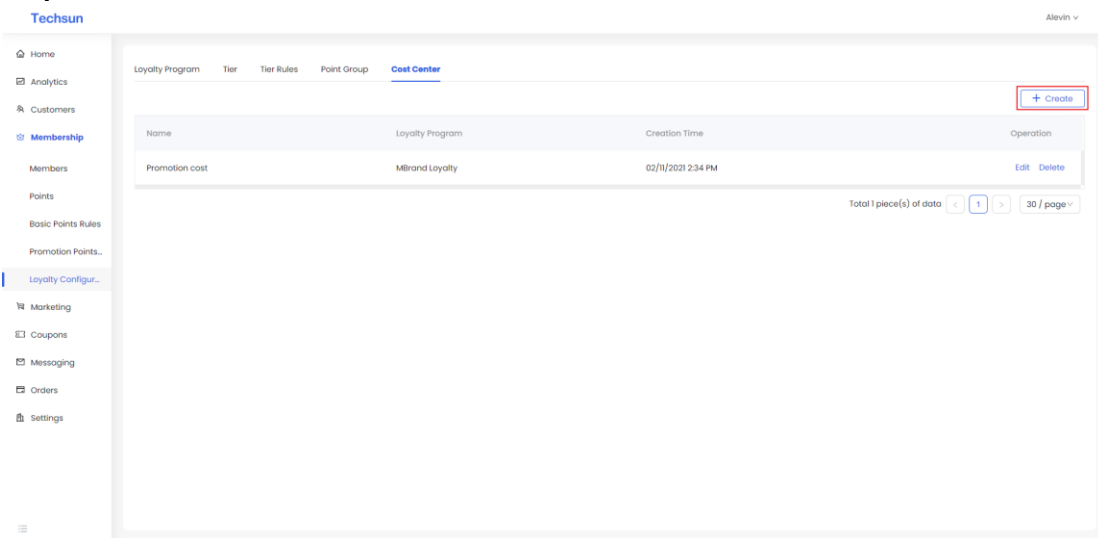 Techsun
Alevin
Home
Analytics
Customers
Membership
Members
Points
Basic Points Rules
Promotion Points...
Loyalty Configur...
Marketing
Coupons
Messaging
Orders
Settings
Loyalty Program Tier Tier Rules Point Group Cost Center
+ Create
Name Loyalty Program Creation Time Operation
Promotion cost MBrand Loyalty 02/11/2021 2:34 PM Edit Delete
Total 1 piece(s) of data < 1 > 30 / page